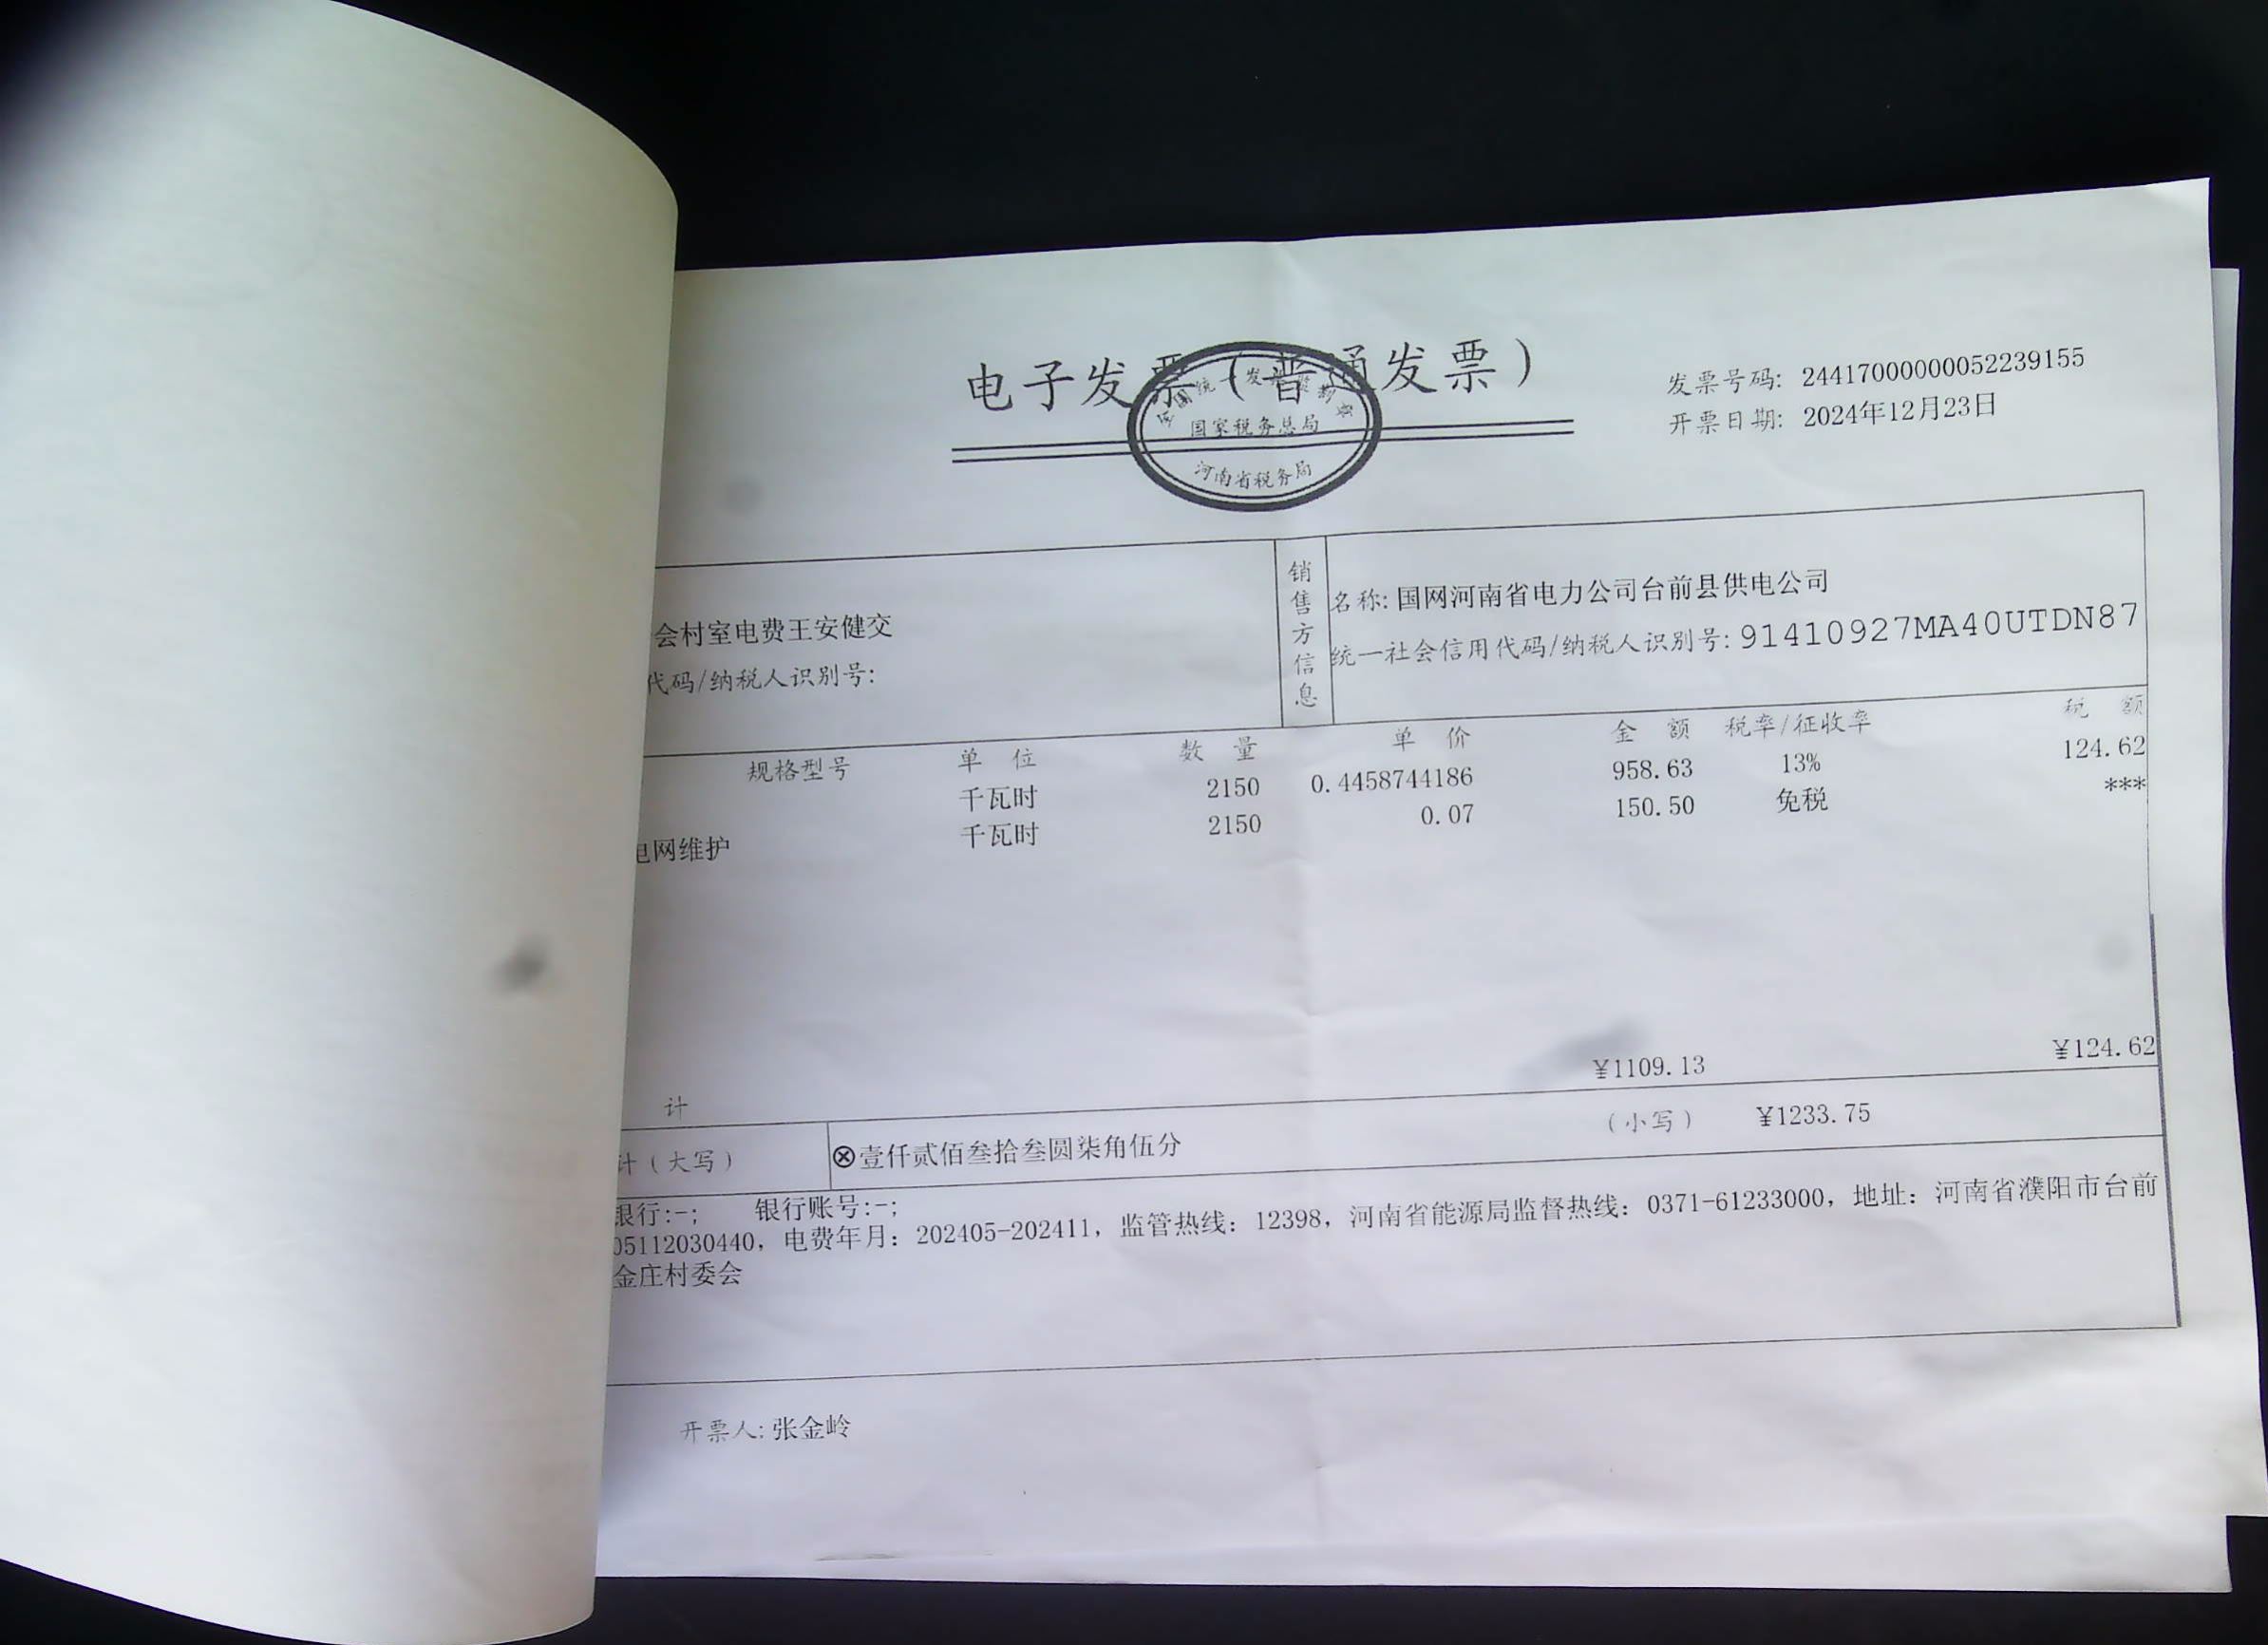 电子发票（普通发票）
全国统一发票监制章
国家税务总局
河南省税务局
发票号码: 24417000000052239155
开票日期: 2024年12月23日
会村室电费王安健交
代码/纳税人识别号:
销售方信息
名称: 国网河南省电力公司台前县供电公司
统一社会信用代码/纳税人识别号: 91410927MA40UTDN87
规格型号 单位 数量 单价 金额 税率/征收率 税额
千瓦时 2150 0.4458744186 958.63 13% 124.62
电网维护 千瓦时 2150 0.07 150.50 免税 ***
计 ¥1109.13 ¥124.62
计（大写） ⊗壹仟贰佰叁拾叁圆柒角伍分 （小写） ¥1233.75
银行:-; 银行账号:-;
05112030440, 电费年月: 202405-202411, 监管热线: 12398, 河南省能源局监督热线: 0371-61233000, 地址: 河南省濮阳市台前
金庄村委会
开票人: 张金岭